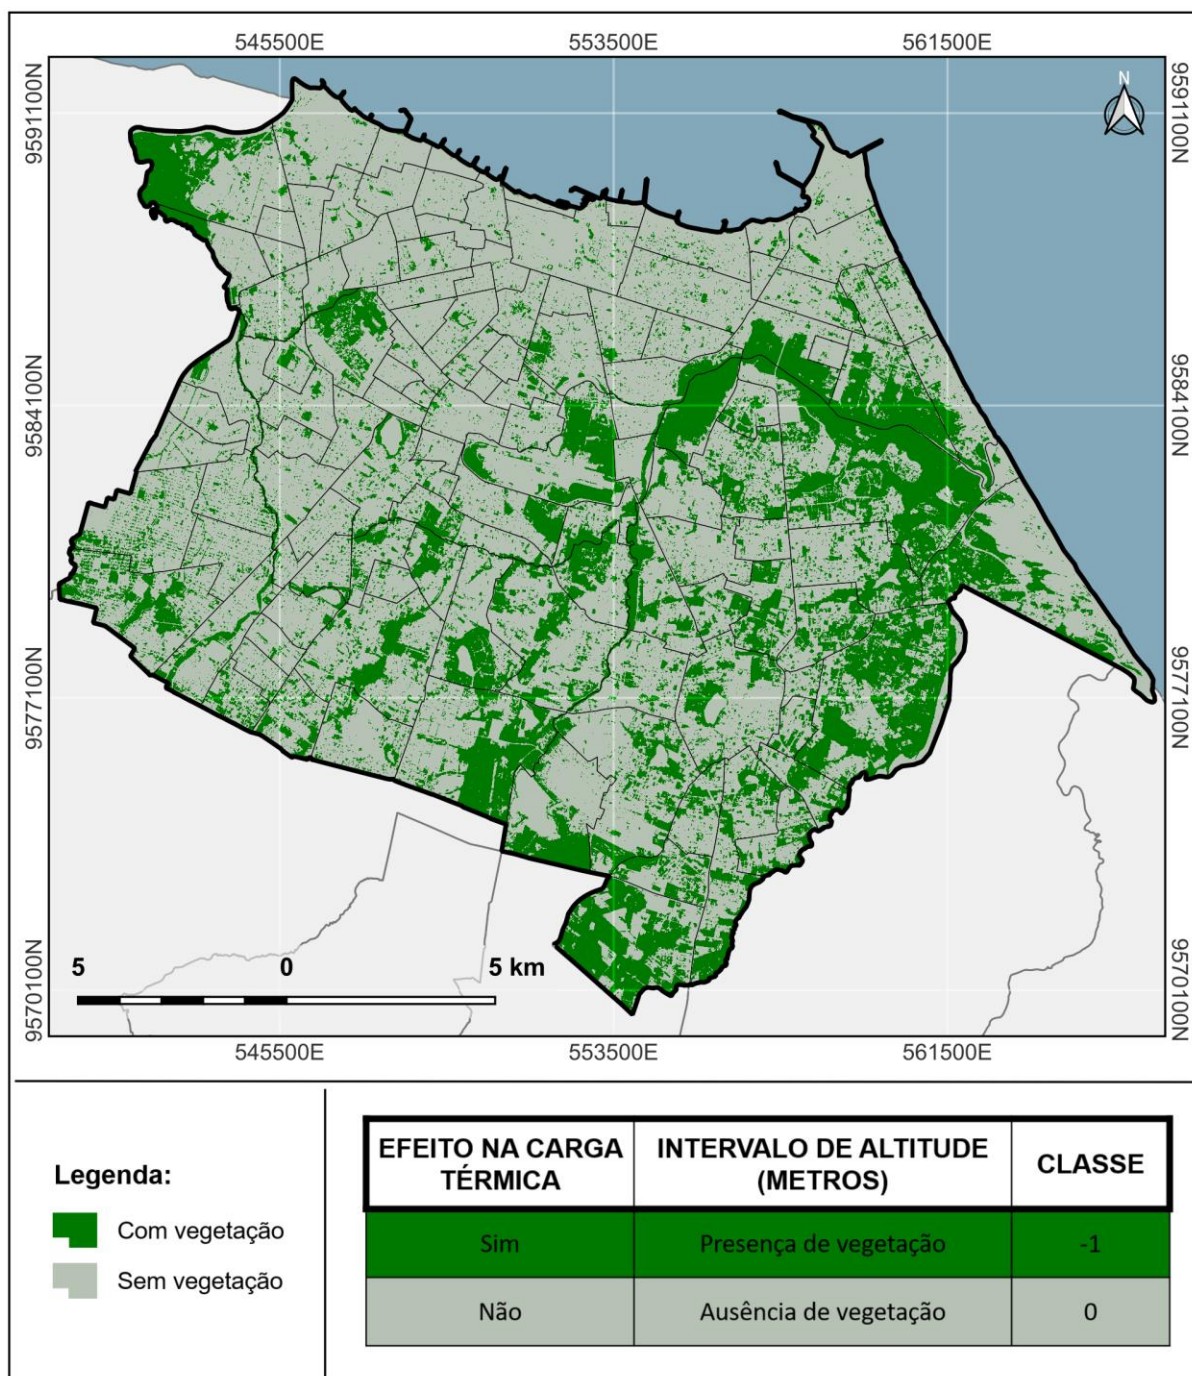 545500E
553500E
561500E
9591100N
9591100N
N
9584100N
9584100N
9577100N
9577100N
5
0
5 km
9570100N
9570100N
545500E
553500E
561500E
Legenda:
Com vegetação
Sem vegetação
EFEITO NA CARGA
TÉRMICA
INTERVALO DE ALTITUDE
(METROS)
CLASSE
Sim
Presença de vegetação
-1
Não
Ausência de vegetação
0